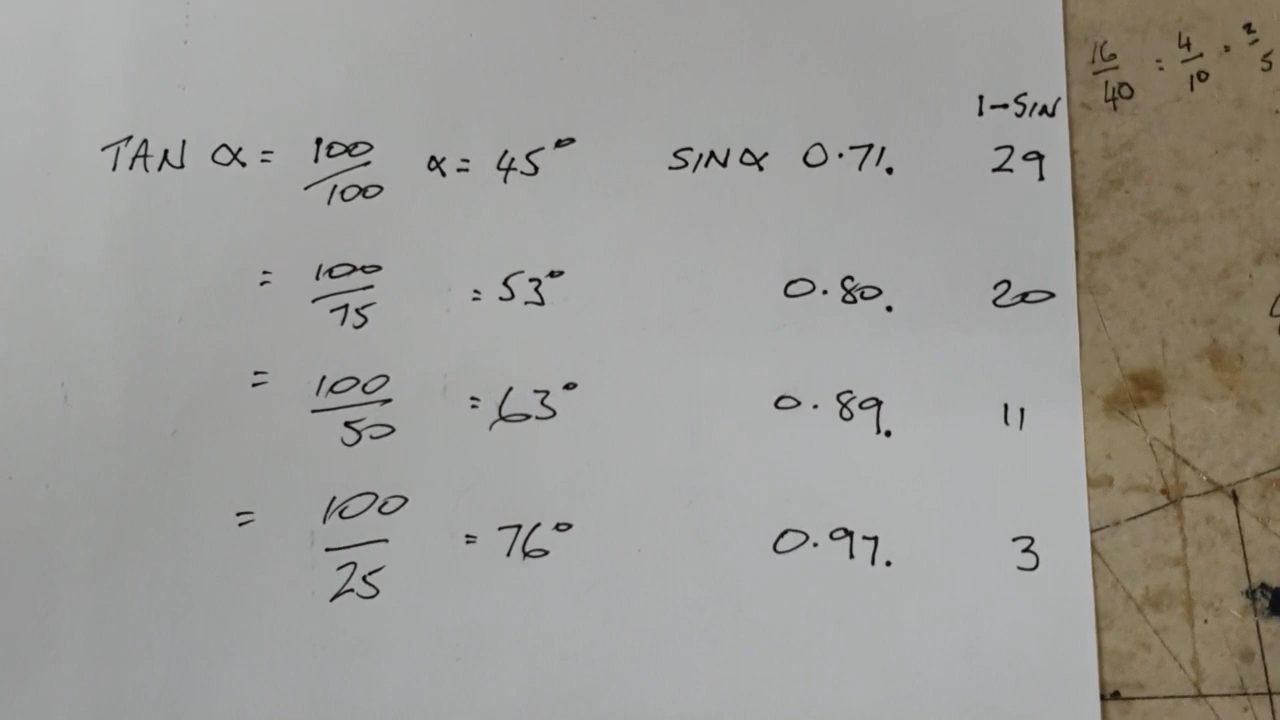 16/40 = 4/10 = 2/5
1-SIN
TAN α = 100/100 α = 45° SIN α 0.71. 29
= 100/75 = 53° 0.80. 20
= 100/50 = 63° 0.89. 11
= 100/25 = 76° 0.97. 3